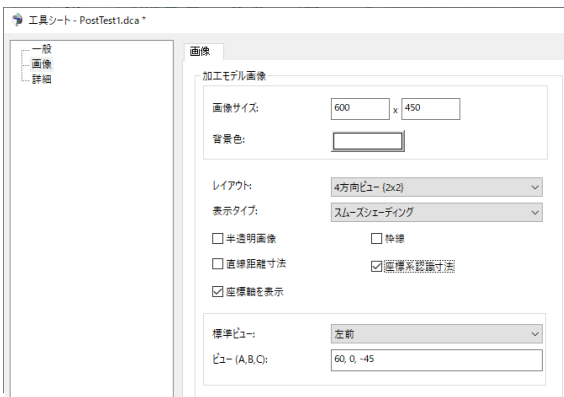 工具シート - PostTest1.dca *
一般
画像
詳細
画像
加工モデル画像
画像サイズ: 600 x 450
背景色:
レイアウト: 4方向ビュー (2x2)
表示タイプ: スムーズシェーディング
半透明画像 枠線
直線距離寸法 座標系認識寸法
座標軸を表示
標準ビュー: 左前
ビュー (A,B,C): 60, 0, -45